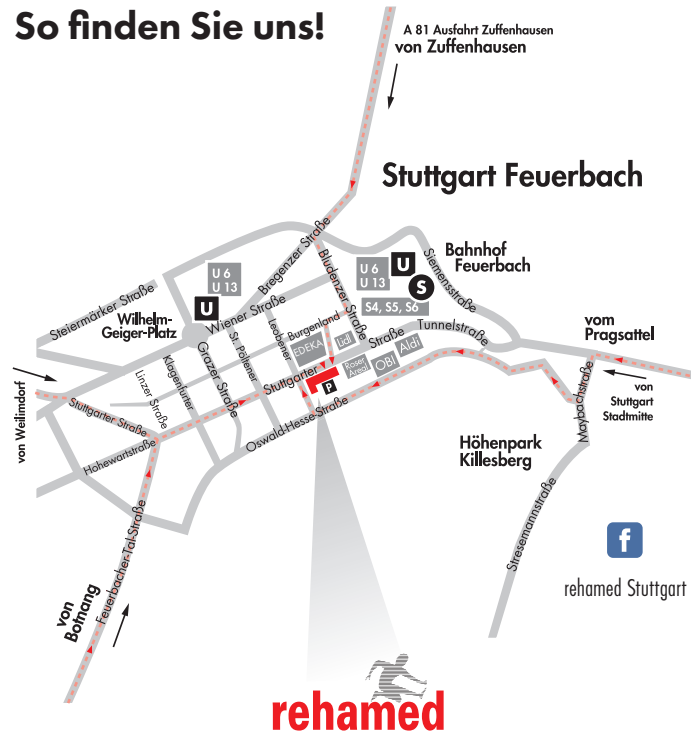 So finden Sie uns!
A 81 Ausfahrt Zuffenhausen
von Zuffenhausen
Stuttgart Feuerbach
Bahnhof
Feuerbach
U 6
U 13
U
S
S4, S5, S6
U 6
U 13
U
Wilhelm-
Geiger-Platz
Steiermärker Straße
Bregenzer Straße
Bludenzer Straße
Siemensstraße
Wiener Straße
Burgenland
Leobener
St. Pöltener
Grazer Straße
Klagenfurter
Linzer Straße
EDEKA
Lidl
Straße
Tunnelstraße
Roser
Areal
OBI
Aldi
Stuttgarter
P
Oswald-Hesse-Straße
vom
Pragsattel
von
Stuttgart
Stadtmitte
Maybachstraße
Höhenpark
Killesberg
Stresemannstraße
von Weilimdorf
Stuttgarter Straße
Hohewartstraße
Feuerbacher-Tal-Straße
von
Botnang
f
rehamed Stuttgart
rehamed